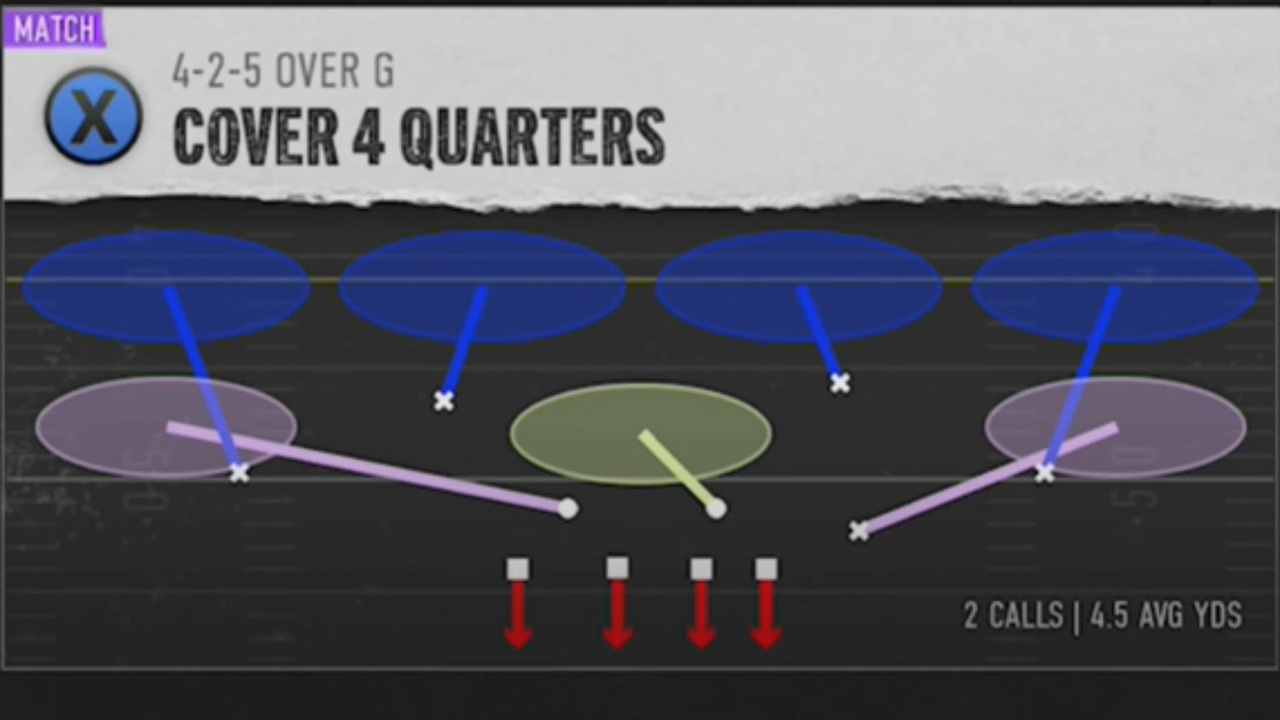 MATCH
4-2-5 OVER G
X
COVER 4 QUARTERS
2 CALLS | 4.5 AVG YDS